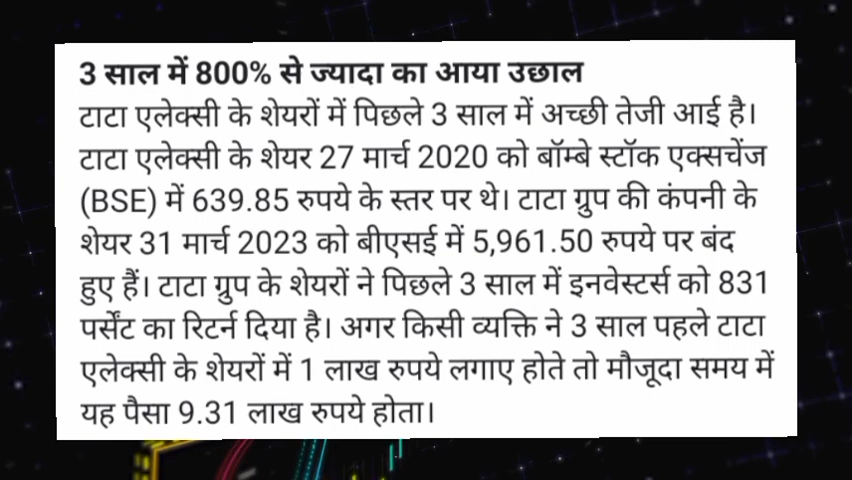 3 साल में 800% से ज्यादा का आया उछाल
टाटा एलेक्सी के शेयरों में पिछले 3 साल में अच्छी तेजी आई है।
टाटा एलेक्सी के शेयर 27 मार्च 2020 को बॉम्बे स्टॉक एक्सचेंज
(BSE) में 639.85 रुपये के स्तर पर थे। टाटा ग्रुप की कंपनी के
शेयर 31 मार्च 2023 को बीएसई में 5,961.50 रुपये पर बंद
हुए हैं। टाटा ग्रुप के शेयरों ने पिछले 3 साल में इनवेस्टर्स को 831
पर्सेंट का रिटर्न दिया है। अगर किसी व्यक्ति ने 3 साल पहले टाटा
एलेक्सी के शेयरों में 1 लाख रुपये लगाए होते तो मौजूदा समय में
यह पैसा 9.31 लाख रुपये होता।